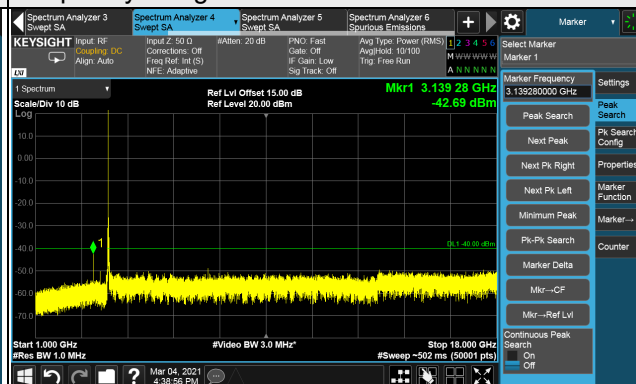 Spectrum Analyzer 3
Swept SA
Spectrum Analyzer 4
Swept SA
Spectrum Analyzer 5
Swept SA
Spectrum Analyzer 6
Spurious Emissions
Marker
KEYSIGHT
Input: RF
Coupling: DC
Align: Auto
Input Z: 50 Ω
Corrections: Off
Freq Ref: Int (S)
NFE: Adaptive
#Atten: 20 dB
PNO: Fast
Gate: Off
IF Gain: Low
Sig Track: Off
Avg Type: Power (RMS)
Avg|Hold: 10/100
Trig: Free Run
1 2 3 4 5 6
M W W W W W
A N N N N N
LXI
Select Marker
Marker 1
1 Spectrum
Scale/Div 10 dB
Log
Ref Lvl Offset 15.00 dB
Ref Level 20.00 dBm
Mkr1 3.139 28 GHz
-42.69 dBm
10.0
0.00
-10.0
-20.0
-30.0
-40.0
-50.0
-60.0
-70.0
1
DL1 -40.00 dBm
Start 1.000 GHz
#Res BW 1.0 MHz
#Video BW 3.0 MHz*
Stop 18.000 GHz
#Sweep ~502 ms (50001 pts)
Marker Frequency
3.139280000 GHz
Peak Search
Next Peak
Next Pk Right
Next Pk Left
Minimum Peak
Pk-Pk Search
Marker Delta
Mkr→CF
Mkr→Ref Lvl
Continuous Peak
Search
On
Off
Settings
Peak
Search
Pk Search
Config
Properties
Marker
Function
Marker→
Counter
?
Mar 04, 2021
4:38:56 PM